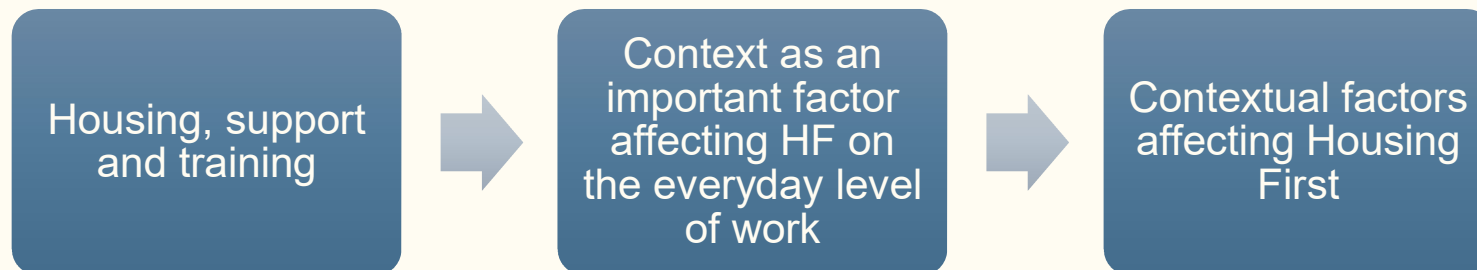 Housing, support
and training
Context as an
important factor
affecting HF on
the everyday level
of work
Contextual factors
affecting Housing
First